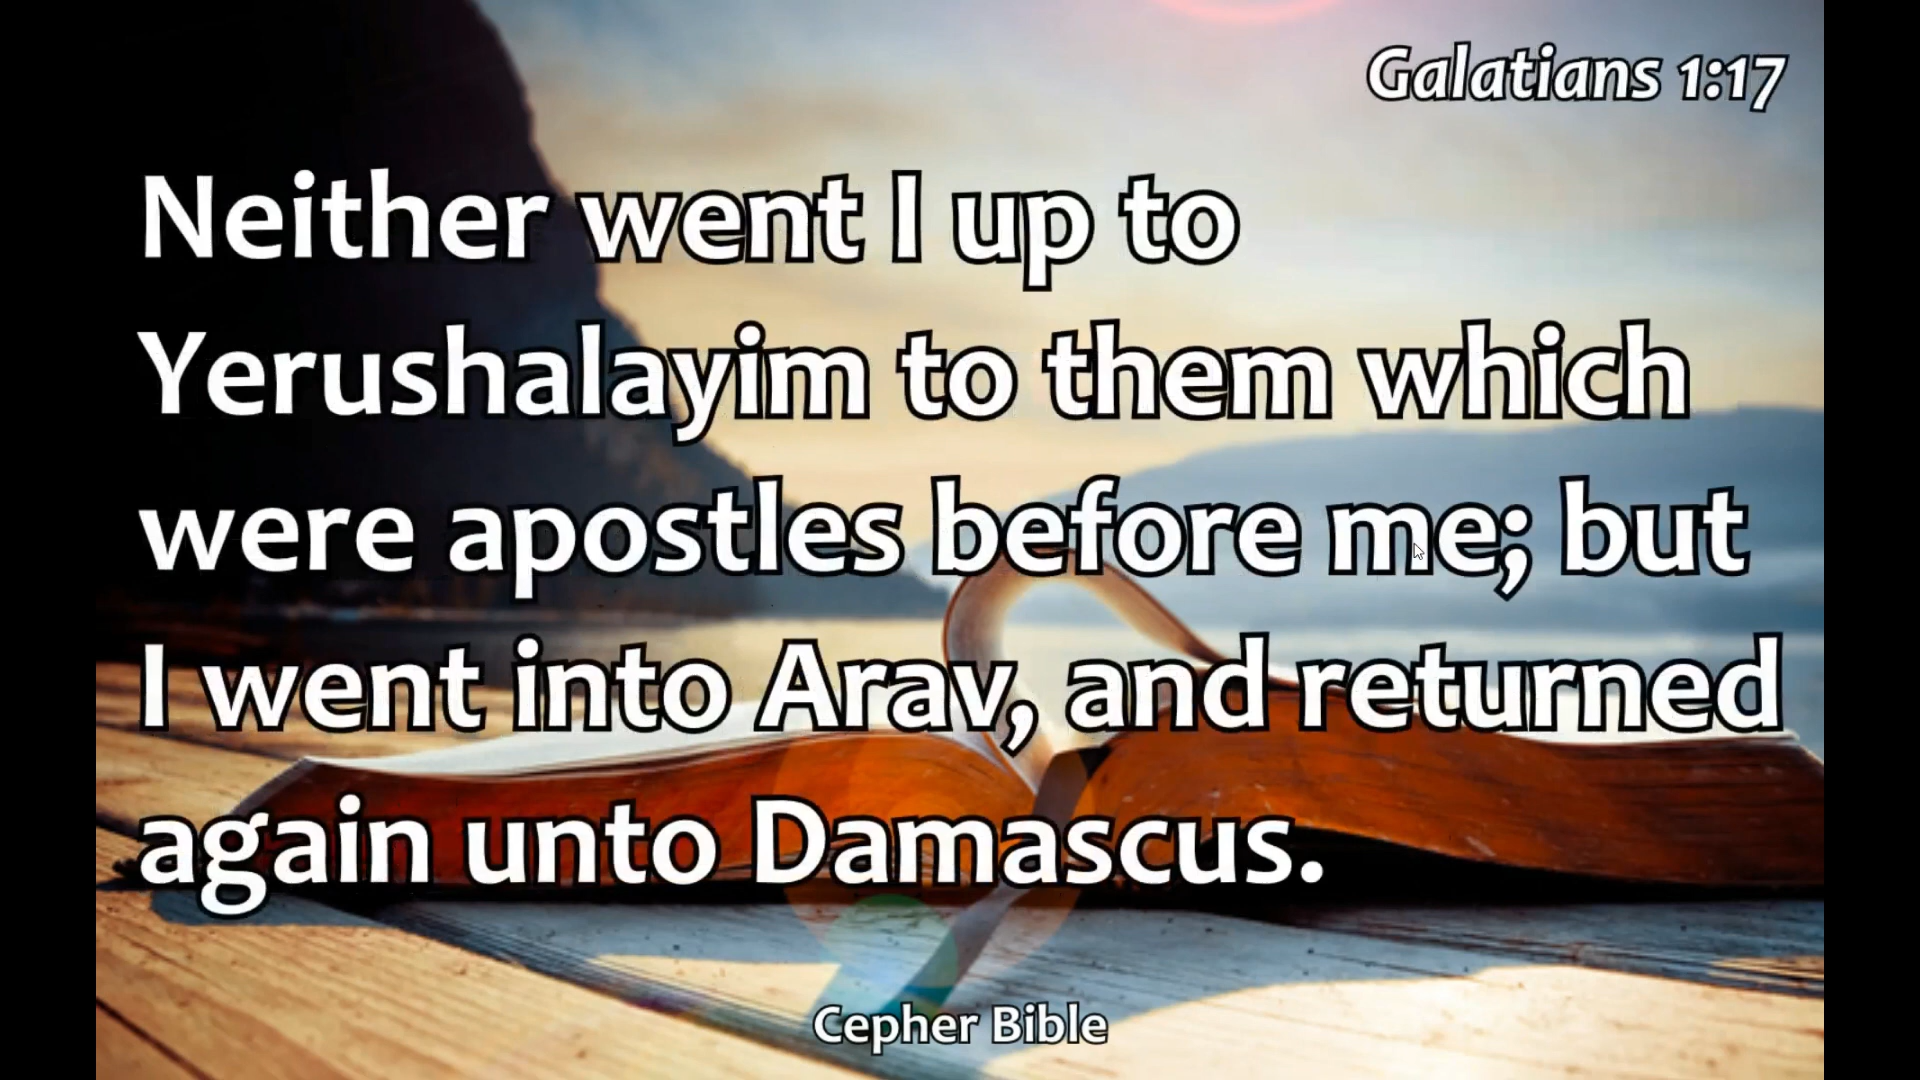 Galatians 1:17
Neither went I up to
Yerushalayim to them which
were apostles before me; but
I went into Arav, and returned
again unto Damascus.
Cepher Bible